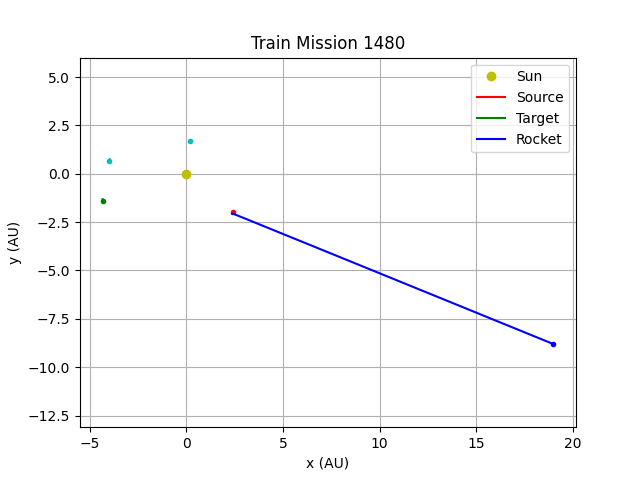 Train Mission 1480
5.0
2.5
0.0
−2.5
−5.0
−7.5
−10.0
−12.5
y (AU)
Sun
Source
Target
Rocket
−5
0
5
10
15
20
x (AU)